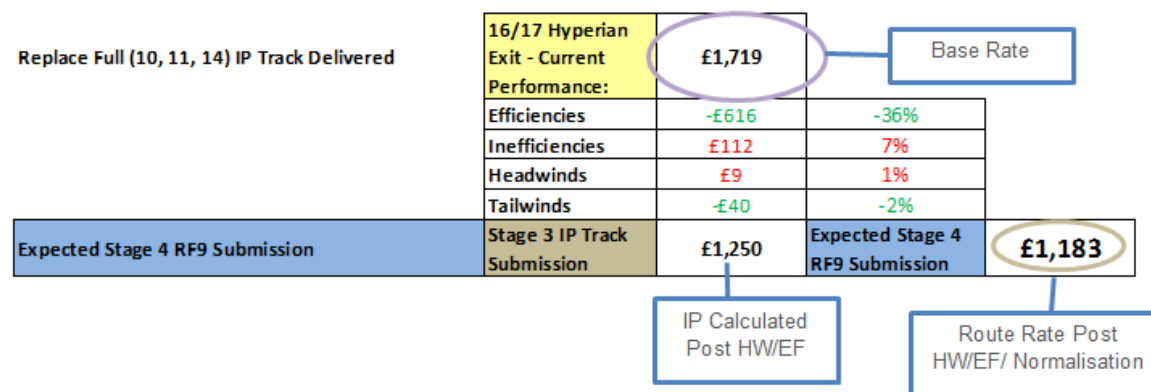 16/17 Hyperian
Replace Full (10, 11, 14) IP Track Delivered
Exit - Current
£1,719
Base Rate
Performance:
Efficiencies -£616 -36%
Inefficiencies £112 7%
Headwinds £9 1%
Tailwinds -£40 -2%
Expected Stage 4 RF9 Submission
Stage 3 IP Track
Submission
£1,250
Expected Stage 4
RF9 Submission
£1,183
IP Calculated
Post HW/EF
Route Rate Post
HW/EF/ Normalisation